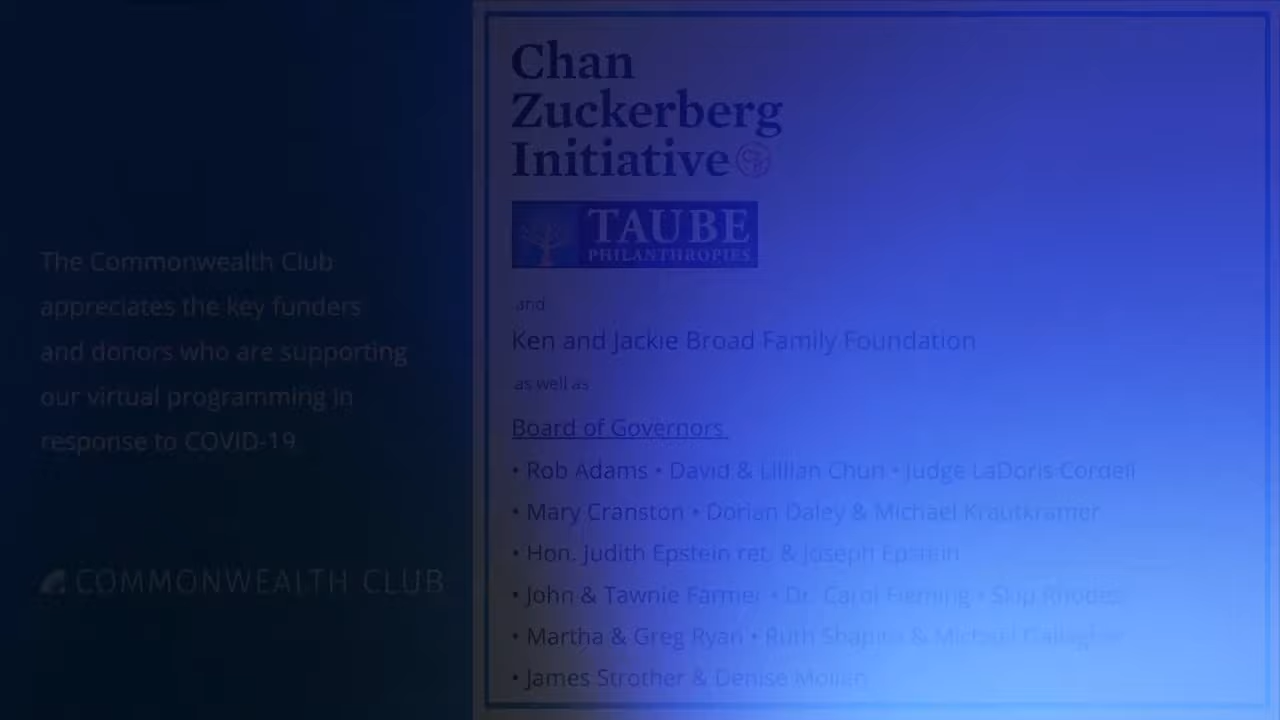 The Commonwealth Club
appreciates the key funders
and donors who are supporting
our virtual programming in
response to COVID-19
COMMONWEALTH CLUB
Chan
Zuckerberg
Initiative
TAUBE
PHILANTHROPIES
and
Ken and Jackie Broad Family Foundation
as well as
Board of Governors
• Rob Adams • David & Lillian Chun • Judge LaDoris Cordell
• Mary Cranston • Dorian Daley & Michael Krautkramer
• Hon. Judith Epstein ret. & Joseph Epstein
• John & Tawnie Farmer • Dr. Carol Fleming • Skip Rhodes
• Martha & Greg Ryan • Ruth Shapiro & Michael Gallagher
• James Strother & Denise Mollen